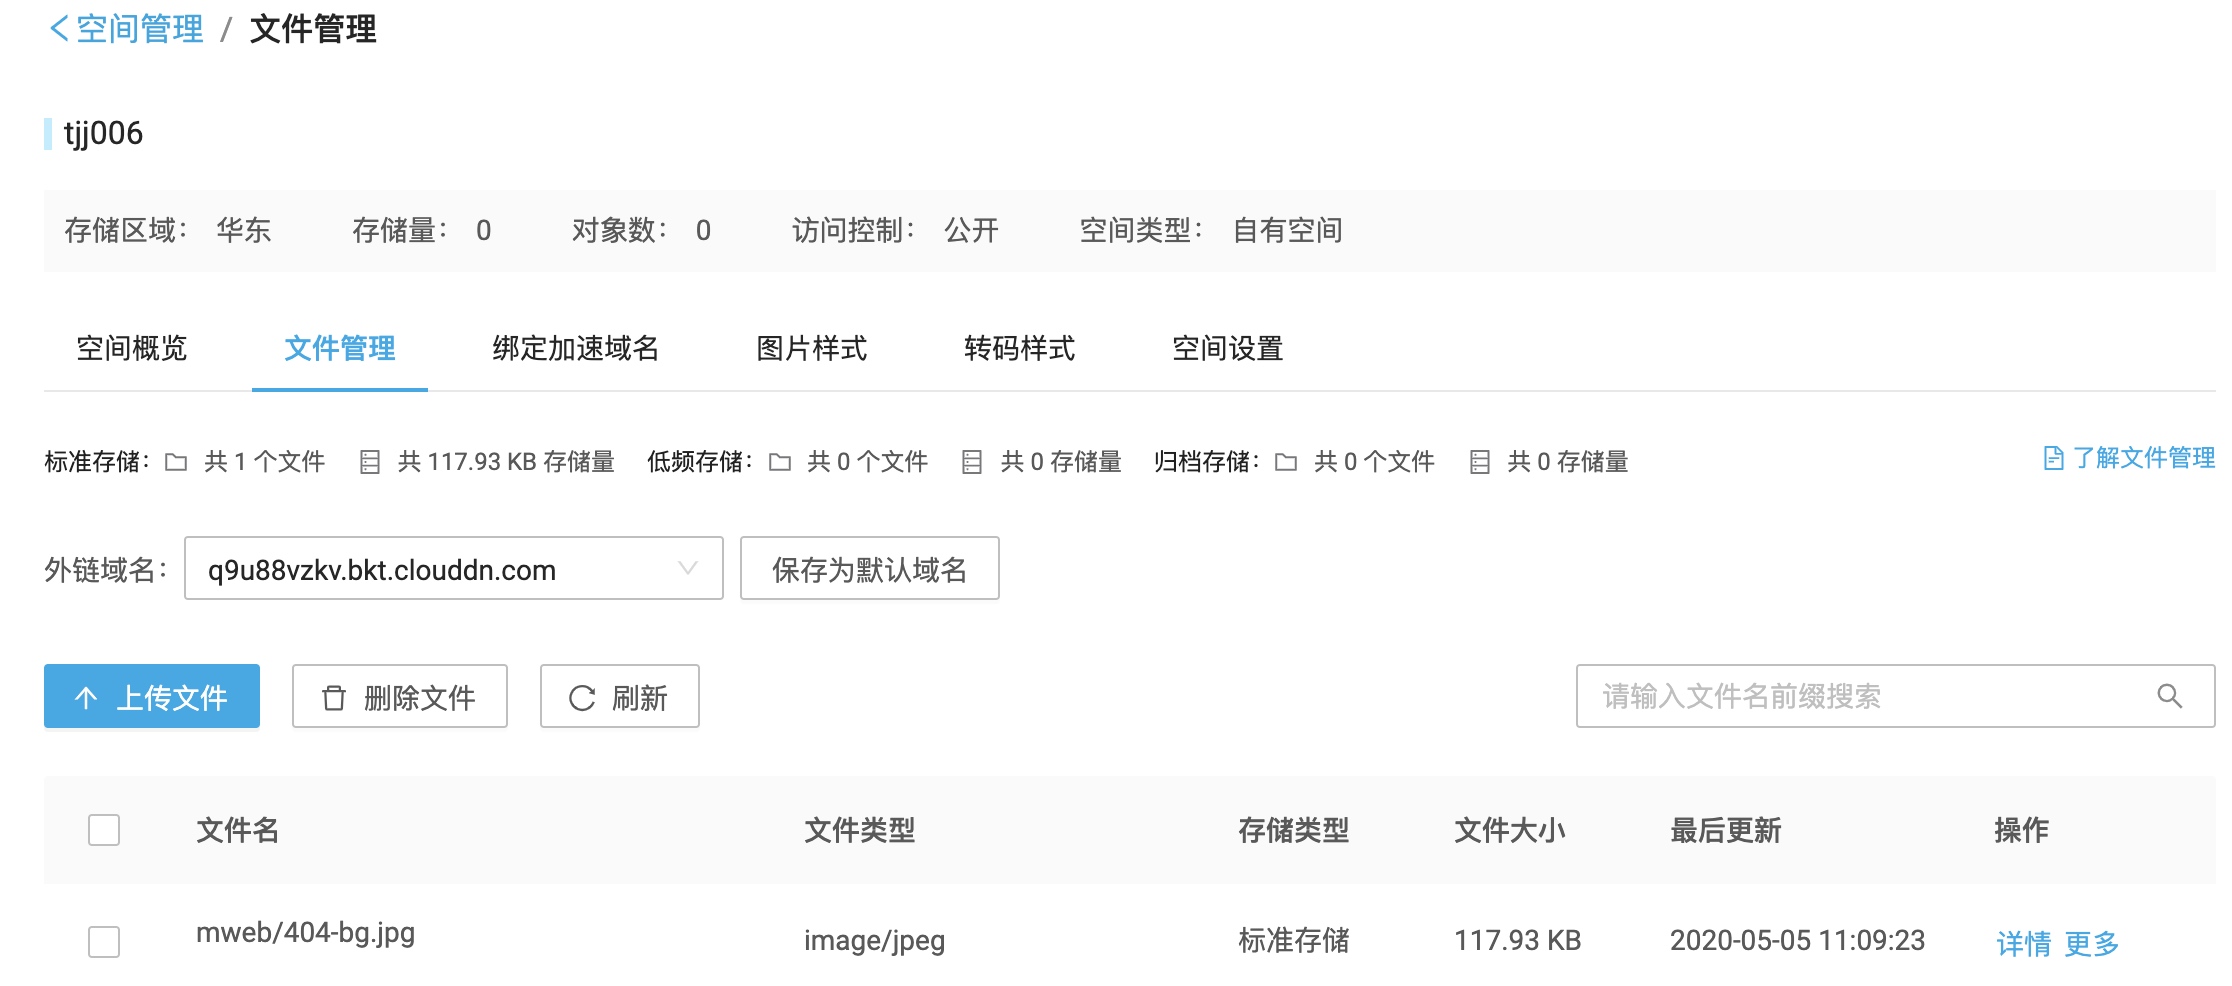 空间管理 / 文件管理
tjj006
存储区域： 华东 存储量： 0 对象数： 0 访问控制： 公开 空间类型： 自有空间
空间概览 文件管理 绑定加速域名 图片样式 转码样式 空间设置
标准存储： 共 1 个文件 共 117.93 KB 存储量 低频存储： 共 0 个文件 共 0 存储量 归档存储： 共 0 个文件 共 0 存储量 了解文件管理
外链域名： q9u88vzkv.bkt.clouddn.com 保存为默认域名
上传文件 删除文件 刷新 请输入文件名前缀搜索
文件名 文件类型 存储类型 文件大小 最后更新 操作
mweb/404-bg.jpg image/jpeg 标准存储 117.93 KB 2020-05-05 11:09:23 详情 更多